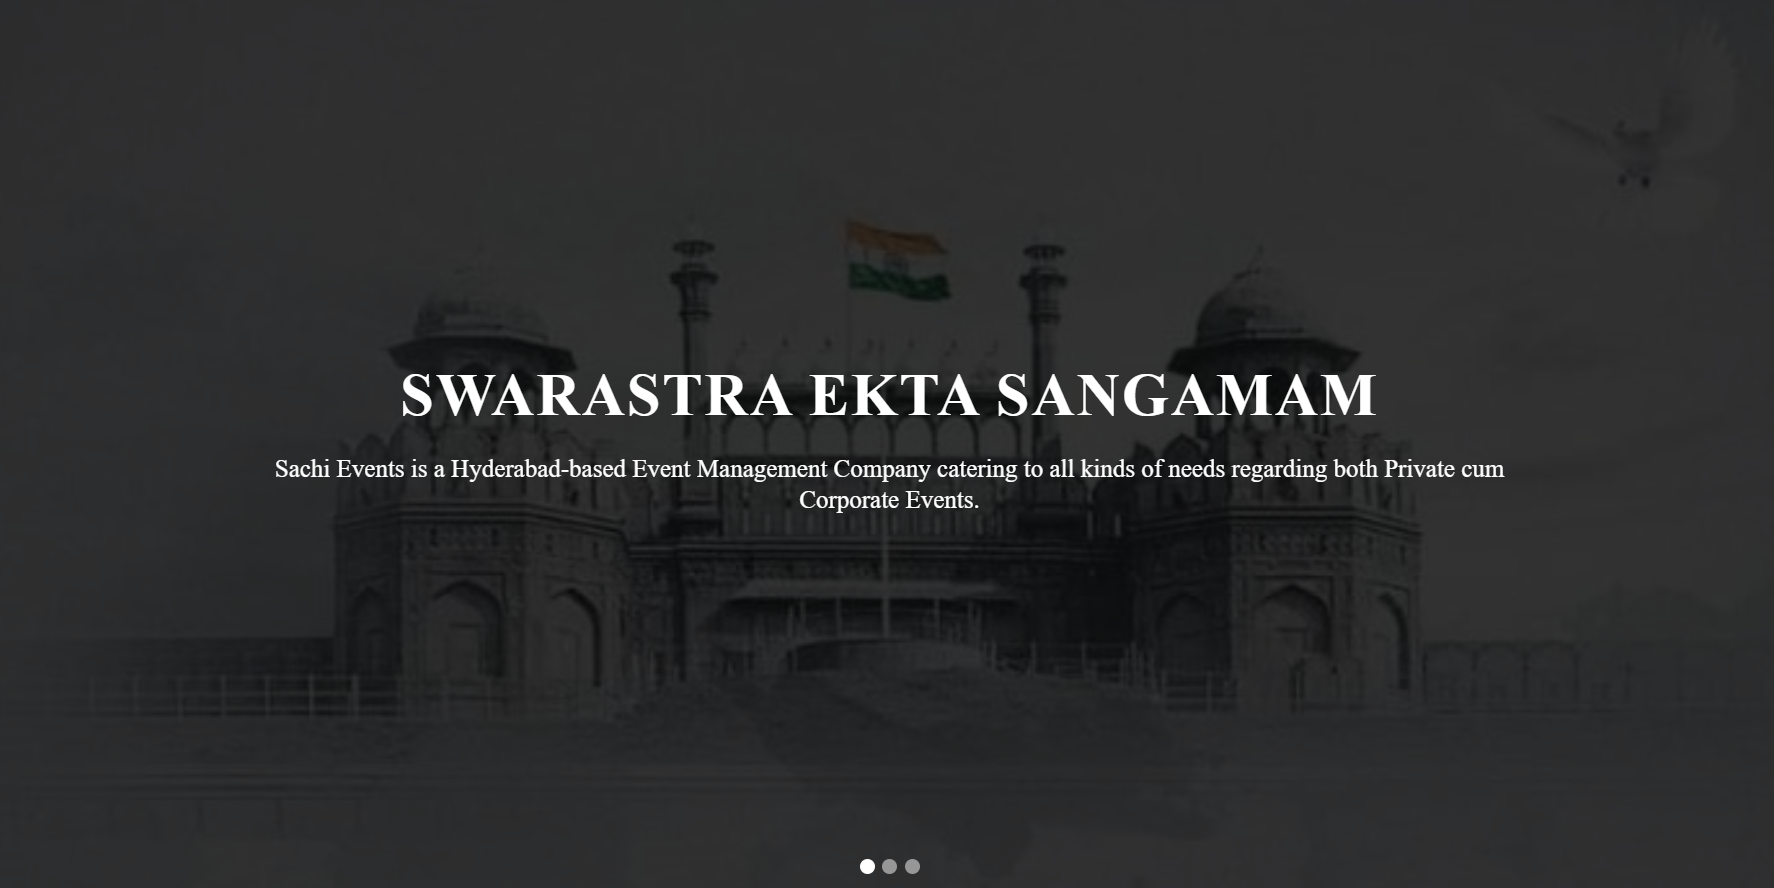 SWARASTRA EKTA SANGAMAM
Sachi Events is a Hyderabad-based Event Management Company catering to all kinds of needs regarding both Private cum
Corporate Events.